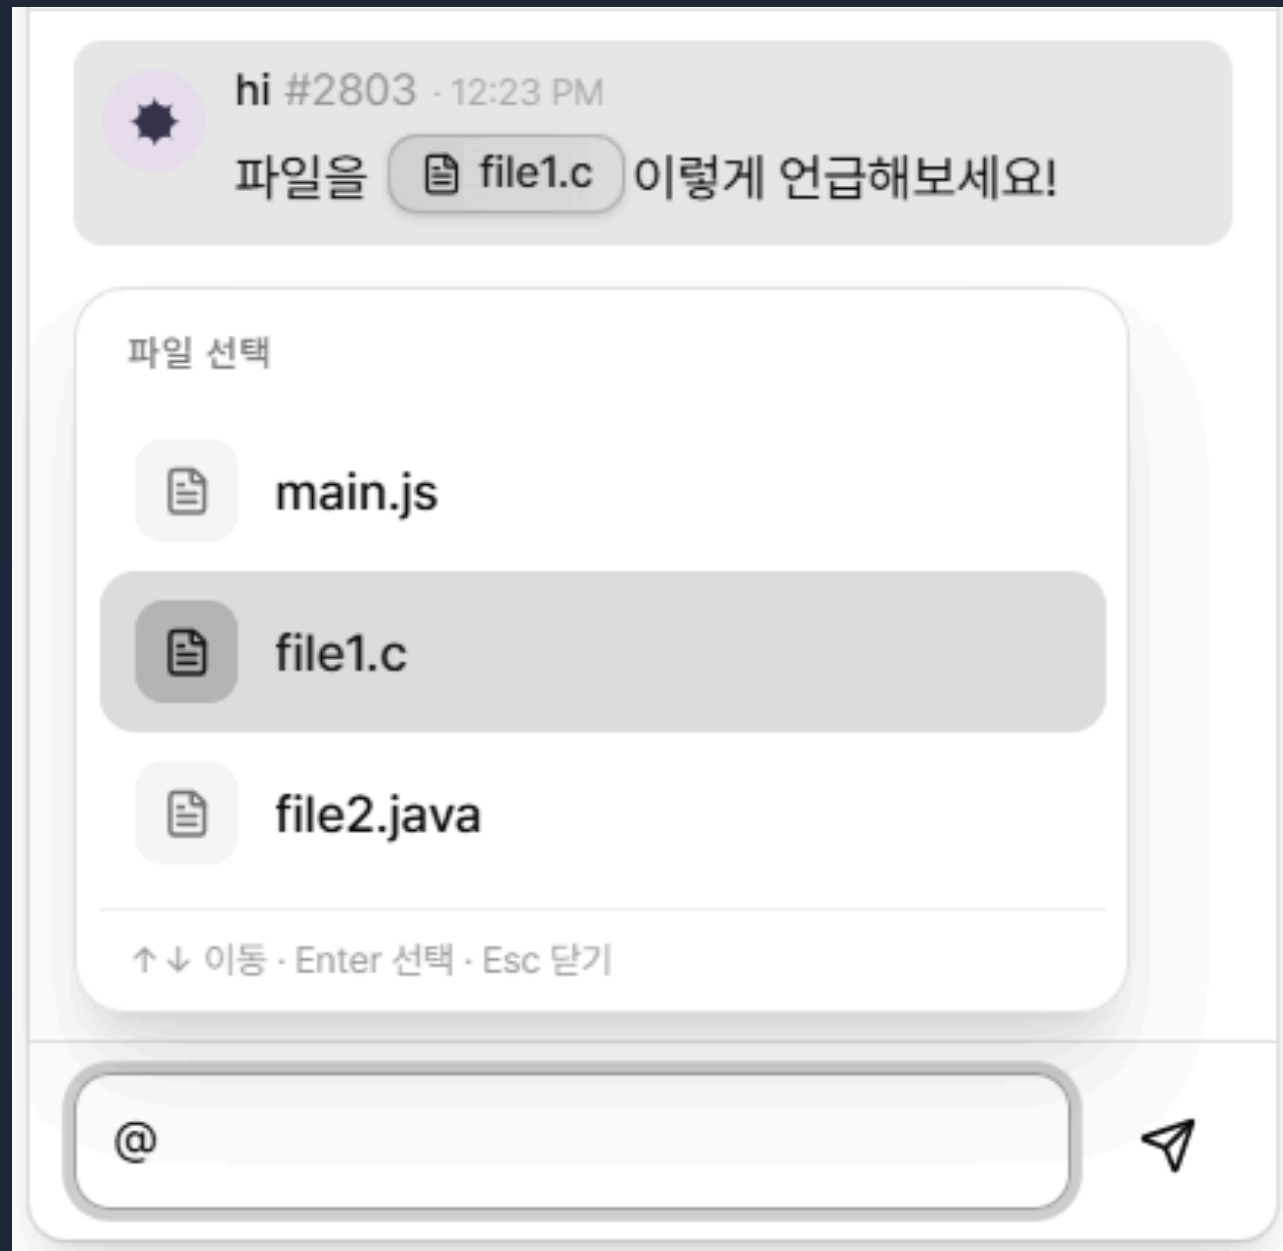 hi #2803 · 12:23 PM
파일을 file1.c 이렇게 언급해보세요!
파일 선택
main.js
file1.c
file2.java
↑↓ 이동 · Enter 선택 · Esc 닫기
@